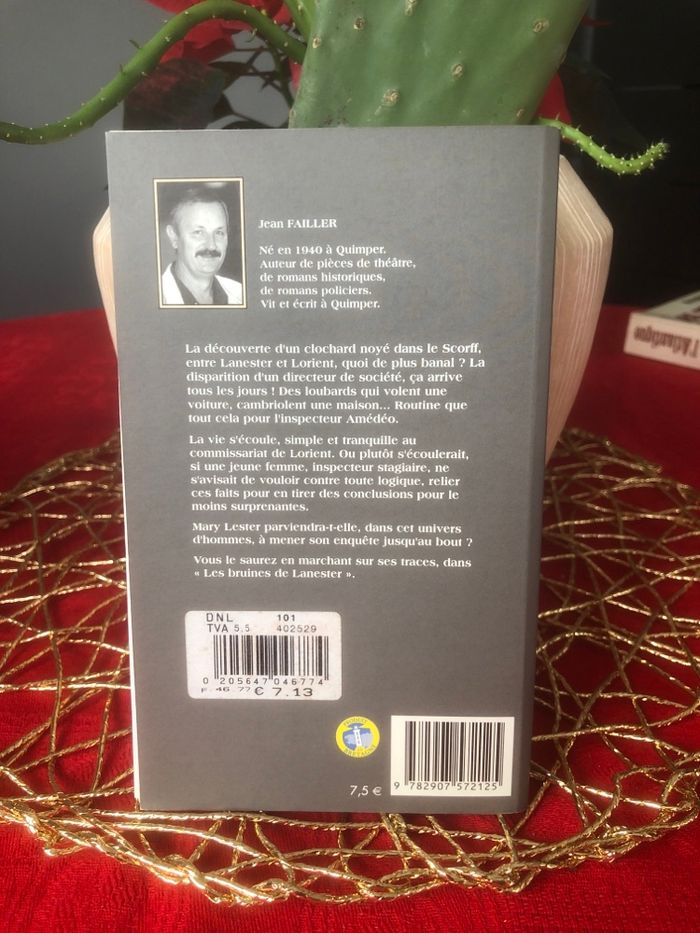 Jean FAILLER
Né en 1940 à Quimper.
Auteur de pièces de théâtre,
de romans historiques,
de romans policiers.
Vit et écrit à Quimper.
La découverte d'un clochard noyé dans le Scorff,
entre Lanester et Lorient, quoi de plus banal ? La
disparition d'un directeur de société, ça arrive
tous les jours ! Des loubards qui volent une
voiture, cambriolent une maison... Routine que
tout cela pour l'inspecteur Amédéo.
La vie s'écoule, simple et tranquille au
commissariat de Lorient. Ou plutôt s'écoulerait,
si une jeune femme, inspecteur stagiaire, ne
s'avisait de vouloir contre toute logique, relier
ces faits pour en tirer des conclusions pour le
moins surprenantes.
Mary Lester parviendra-t-elle, dans cet univers
d'hommes, à mener son enquête jusqu'au bout ?
Vous le saurez en marchant sur ses traces, dans
« Les bruines de Lanester ».
DNL 101
TVA 5.5 402529
0 205647 046774
F. 46.77 € 7.13
PRODUIT
BRETAGNE
7,5 €
9 782907 572125
l'Atlantique